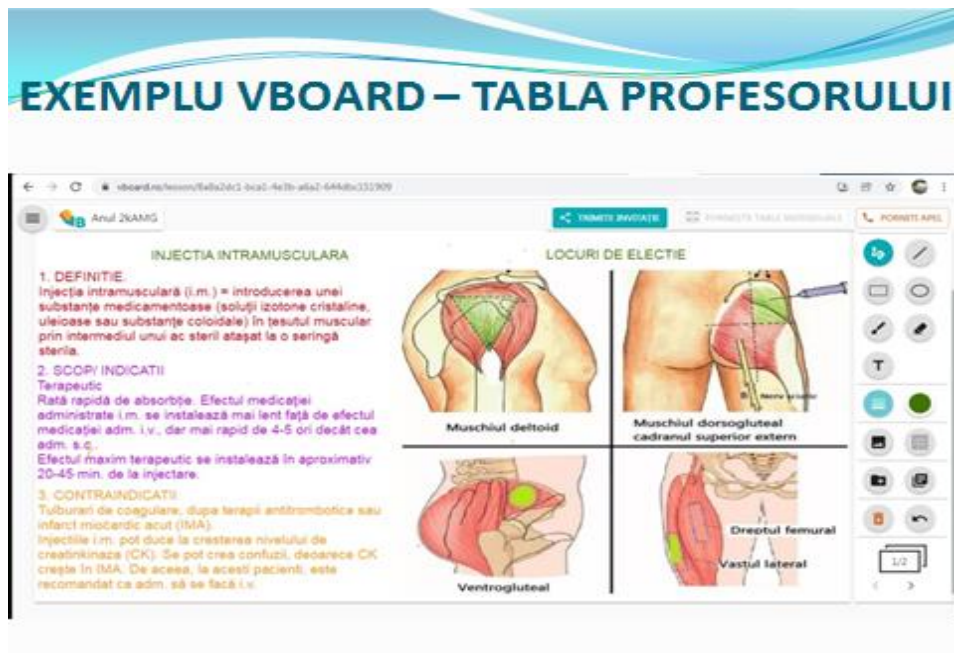 EXEMPLU VBOARD – TABLA PROFESORULUI
Anul 2kAMG
TRIMITE INVITAȚIE
PORNEȘTE TABLE INDIVIDUALE
PORNIȚI APEL
INJECTIA INTRAMUSCULARA
1. DEFINITIE.
Injecția intramusculară (i.m.) = introducerea unei
substanțe medicamentoase (soluții izotone cristaline,
uleioase sau substanțe coloidale) în țesutul muscular
prin intermediul unui ac steril atașat la o seringă
sterila.
2. SCOP/ INDICATII
Terapeutic
Rată rapidă de absorbție. Efectul medicației
administrate i.m. se instalează mai lent față de efectul
medicației adm. i.v., dar mai rapid de 4-5 ori decât cea
adm. s.c.
Efectul maxim terapeutic se instalează în aproximativ
20-45 min. de la injectare.
3. CONTRAINDICATII
Tulburari de coagulare, dupa terapii antitrombotice sau
infarct miocardic acut (IMA).
Injectiile i.m. pot duce la cresterea nivelului de
creatinkinaza (CK). Se pot crea confuzii, deoarece CK
crește în IMA. De aceea, la acesti pacienti, este
recomandat ca adm. să se facă i.v.
LOCURI DE ELECTIE
Muschiul deltoid
Nerv sciatic
Muschiul dorsogluteal
cadranul superior extern
Ventrogluteal
Dreptul femural
Vastul lateral
T
1/2